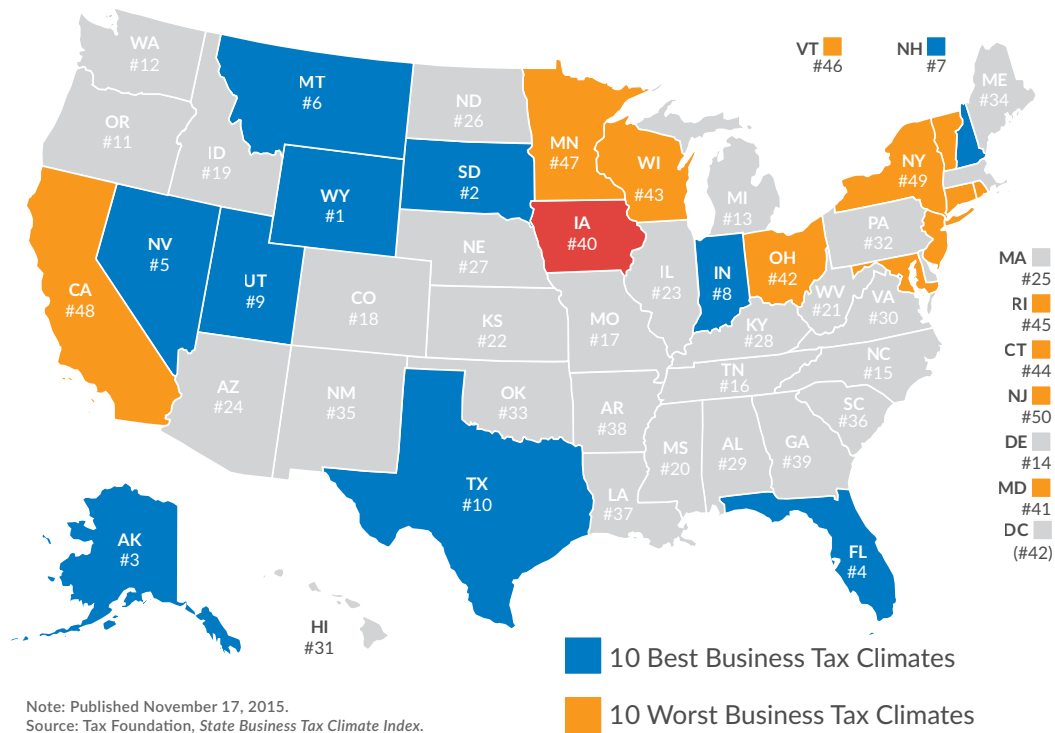 VT
#46
NH
#7
WA
#12
MT
#6
ND
#26
ME
#34
OR
#11
ID
#19
MN
#47
WI
#43
NY
#49
SD
#2
WY
#1
MI
#13
IA
#40
PA
#32
NV
#5
NE
#27
MA
#25
UT
#9
IL
#23
IN
#8
OH
#42
CA
#48
CO
#18
WV
#21
VA
#30
RI
#45
KS
#22
MO
#17
KY
#28
CT
#44
NC
#15
TN
#16
AZ
#24
NM
#35
OK
#33
AR
#38
SC
#36
NJ
#50
MS
#20
AL
#29
GA
#39
DE
#14
TX
#10
LA
#37
MD
#41
DC
(#42)
AK
#3
FL
#4
HI
#31
10 Best Business Tax Climates
10 Worst Business Tax Climates
Note: Published November 17, 2015.
Source: Tax Foundation, State Business Tax Climate Index.